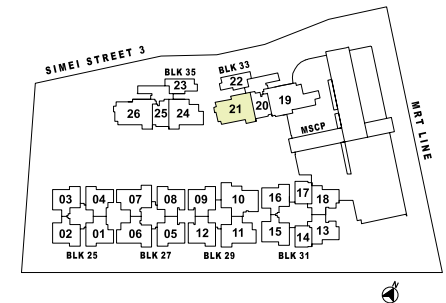 SIMEI STREET 3
BLK 35
BLK 33
23
22
26
25
24
21
20
19
MSCP
MRT LINE
03
04
07
08
09
10
16
17
18
02
01
06
05
12
11
15
14
13
BLK 25
BLK 27
BLK 29
BLK 31
N